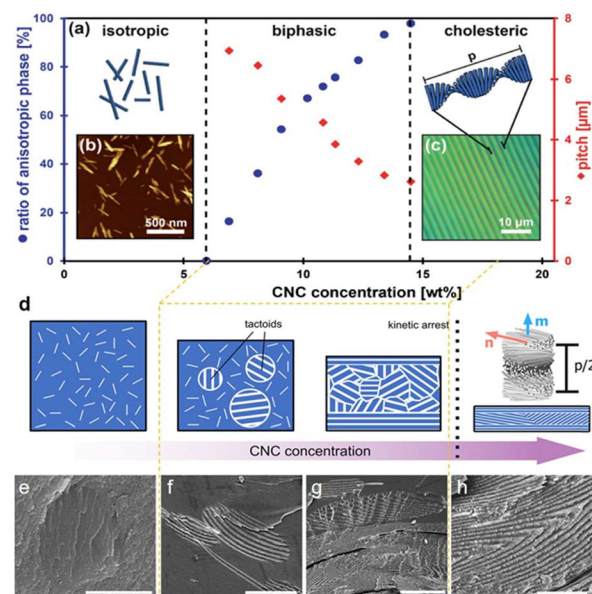 (a) isotropic biphasic cholesteric
ratio of anisotropic phase [%]
100
80
60
40
20
0
(b)
500 nm
p
(c)
10 µm
8
6
4
2
0
pitch [µm]
0 5 10 15 20
CNC concentration [wt%]
d
tactoids
kinetic arrest
m
n
p/2
CNC concentration
e f g h